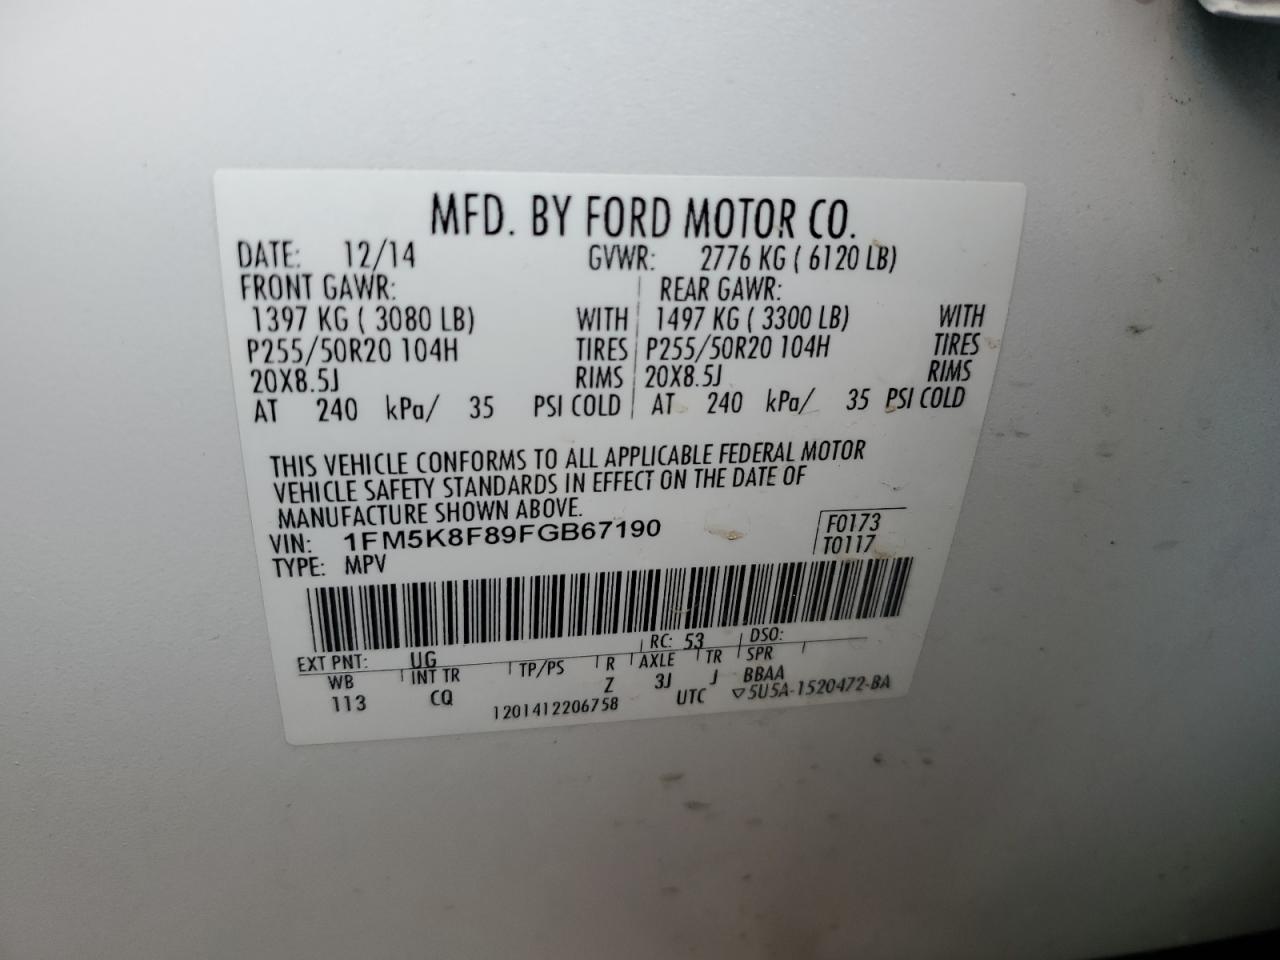 MFD. BY FORD MOTOR CO.
DATE: 12/14 GVWR: 2776 KG ( 6120 LB)
FRONT GAWR: REAR GAWR:
1397 KG ( 3080 LB) WITH 1497 KG ( 3300 LB) WITH
P255/50R20 104H TIRES P255/50R20 104H TIRES
20X8.5J RIMS 20X8.5J RIMS
AT 240 kPa/ 35 PSI COLD AT 240 kPa/ 35 PSI COLD
THIS VEHICLE CONFORMS TO ALL APPLICABLE FEDERAL MOTOR
VEHICLE SAFETY STANDARDS IN EFFECT ON THE DATE OF
MANUFACTURE SHOWN ABOVE.
VIN: 1FM5K8F89FGB67190 F0173
TYPE: MPV T0117
EXT PNT: UG RC: 53 DSO:
WB INT TR TP/PS R AXLE TR SPR
113 CQ Z 3J J BBAA
1201412206758 UTC ▽5U5A-1520472-BA